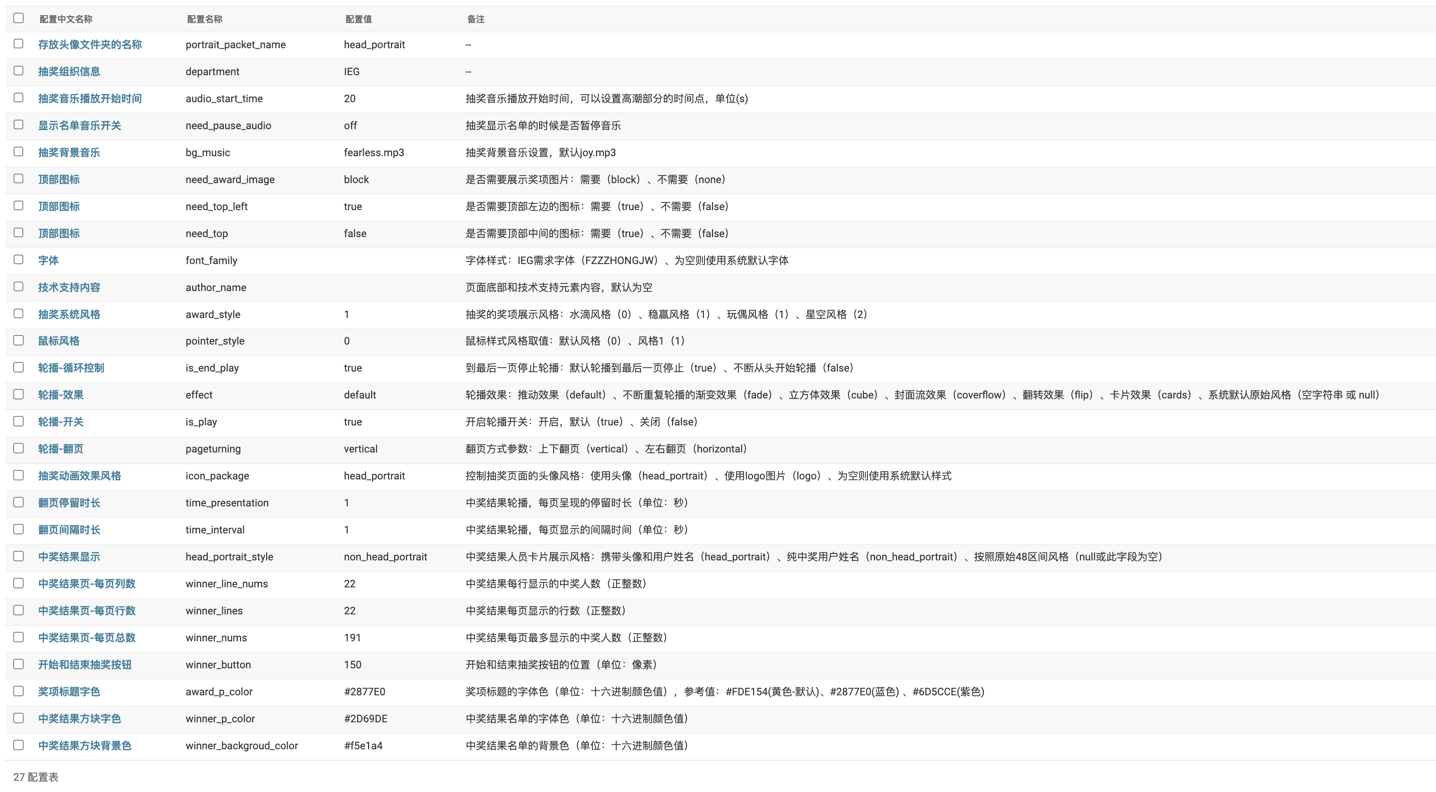 配置中文名称 配置名称 配置值 备注
存放头像文件夹的名称 portrait_packet_name head_portrait --
抽奖组织信息 department IEG --
抽奖音乐播放开始时间 audio_start_time 20 抽奖音乐播放开始时间，可以设置高潮部分的时间点，单位(s)
显示名单音乐开关 need_pause_audio off 抽奖显示名单的时候是否暂停音乐
抽奖背景音乐 bg_music fearless.mp3 抽奖背景音乐设置，默认joy.mp3
顶部图标 need_award_image block 是否需要展示奖项图片：需要（block）、不需要（none）
顶部图标 need_top_left true 是否需要顶部左边的图标：需要（true）、不需要（false）
顶部图标 need_top false 是否需要顶部中间的图标：需要（true）、不需要（false）
字体 font_family 字体样式：IEG需求字体（FZZZHONGJW）、为空则使用系统默认字体
技术支持内容 author_name 页面底部和技术支持元素内容，默认为空
抽奖系统风格 award_style 1 抽奖的奖项展示风格：水滴风格（0）、稳赢风格（1）、玩偶风格（1）、星空风格（2）
鼠标风格 pointer_style 0 鼠标样式风格取值：默认风格（0）、风格1（1）
轮播-循环控制 is_end_play true 到最后一页停止轮播：默认轮播到最后一页停止（true）、不断从头开始轮播（false）
轮播-效果 effect default 轮播效果：推动效果（default）、不断重复轮播的渐变效果（fade）、立方体效果（cube）、封面流效果（coverflow）、翻转效果（flip）、卡片效果（cards）、系统默认原始风格（空字符串 或 null）
轮播-开关 is_play true 开启轮播开关：开启，默认（true）、关闭（false）
轮播-翻页 pageturning vertical 翻页方式参数：上下翻页（vertical）、左右翻页（horizontal）
抽奖动画效果风格 icon_package head_portrait 控制抽奖页面的头像风格：使用头像（head_portrait）、使用logo图片（logo）、为空则使用系统默认样式
翻页停留时长 time_presentation 1 中奖结果轮播，每页呈现的停留时长（单位：秒）
翻页间隔时长 time_interval 1 中奖结果轮播，每页显示的间隔时间（单位：秒）
中奖结果显示 head_portrait_style non_head_portrait 中奖结果人员卡片展示风格：携带头像和用户姓名（head_portrait）、纯中奖用户姓名（non_head_portrait）、按照原始48区间风格（null或此字段为空）
中奖结果页-每页列数 winner_line_nums 22 中奖结果每行显示的中奖人数（正整数）
中奖结果页-每页行数 winner_lines 22 中奖结果每页显示的行数（正整数）
中奖结果页-每页总数 winner_nums 191 中奖结果每页最多显示的中奖人数（正整数）
开始和结束抽奖按钮 winner_button 150 开始和结束抽奖按钮的位置（单位：像素）
奖项标题字色 award_p_color #2877E0 奖项标题的字体色（单位：十六进制颜色值），参考值：#FDE154(黄色-默认)、#2877E0(蓝色) 、#6D5CCE(紫色)
中奖结果方块字色 winner_p_color #2D69DE 中奖结果名单的字体色（单位：十六进制颜色值）
中奖结果方块背景色 winner_backgroud_color #f5e1a4 中奖结果名单的背景色（单位：十六进制颜色值）
27 配置表